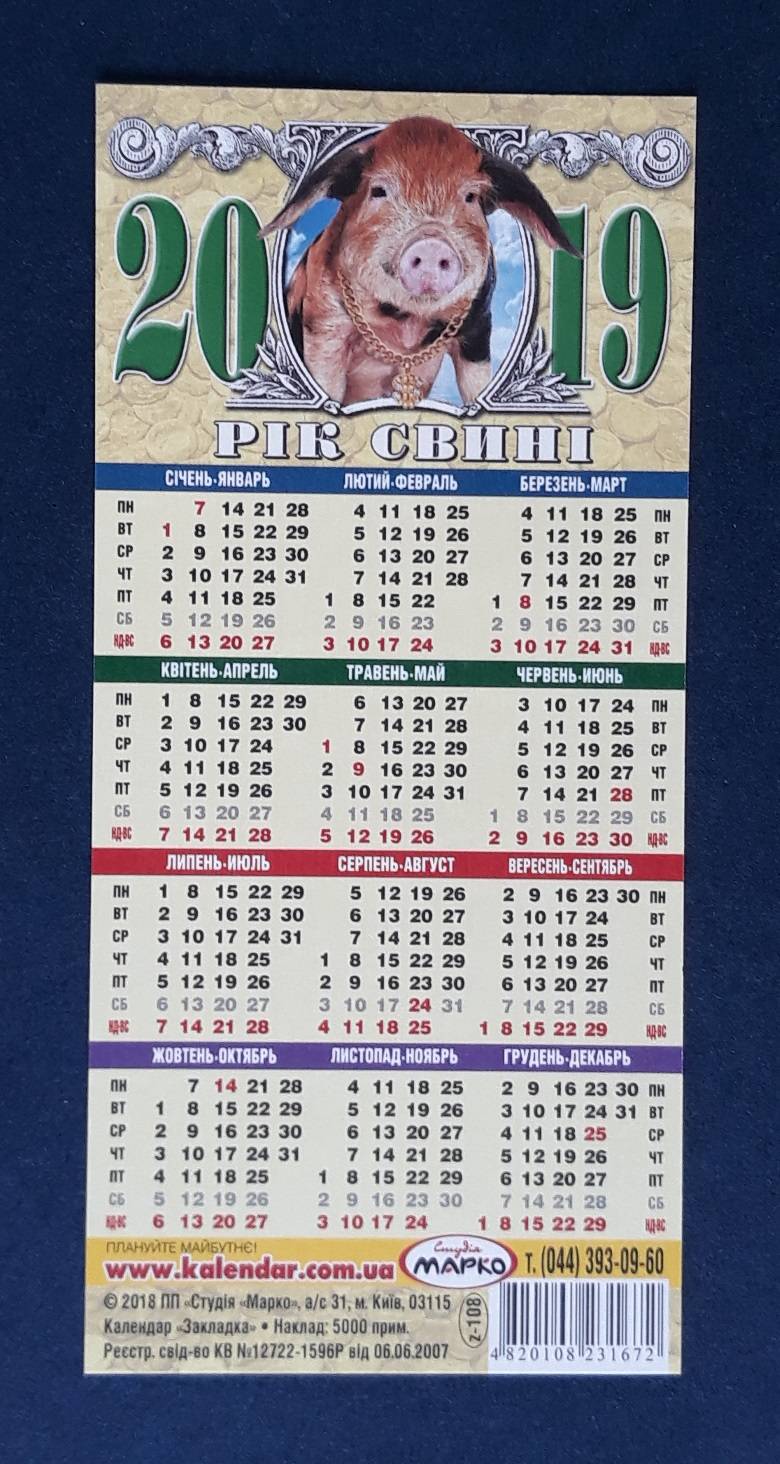 2019
РІК СВИНІ
СІЧЕНЬ·ЯНВАРЬ ЛЮТИЙ·ФЕВРАЛЬ БЕРЕЗЕНЬ·МАРТ
ПН 7 14 21 28 4 11 18 25 4 11 18 25 ПН
ВТ 1 8 15 22 29 5 12 19 26 5 12 19 26 ВТ
СР 2 9 16 23 30 6 13 20 27 6 13 20 27 СР
ЧТ 3 10 17 24 31 7 14 21 28 7 14 21 28 ЧТ
ПТ 4 11 18 25 1 8 15 22 1 8 15 22 29 ПТ
СБ 5 12 19 26 2 9 16 23 2 9 16 23 30 СБ
НД-ВС 6 13 20 27 3 10 17 24 3 10 17 24 31 НД-ВС
КВІТЕНЬ·АПРЕЛЬ ТРАВЕНЬ·МАЙ ЧЕРВЕНЬ·ИЮНЬ
ПН 1 8 15 22 29 6 13 20 27 3 10 17 24 ПН
ВТ 2 9 16 23 30 7 14 21 28 4 11 18 25 ВТ
СР 3 10 17 24 1 8 15 22 29 5 12 19 26 СР
ЧТ 4 11 18 25 2 9 16 23 30 6 13 20 27 ЧТ
ПТ 5 12 19 26 3 10 17 24 31 7 14 21 28 ПТ
СБ 6 13 20 27 4 11 18 25 1 8 15 22 29 СБ
НД-ВС 7 14 21 28 5 12 19 26 2 9 16 23 30 НД-ВС
ЛИПЕНЬ·ИЮЛЬ СЕРПЕНЬ·АВГУСТ ВЕРЕСЕНЬ·СЕНТЯБРЬ
ПН 1 8 15 22 29 5 12 19 26 2 9 16 23 30 ПН
ВТ 2 9 16 23 30 6 13 20 27 3 10 17 24 ВТ
СР 3 10 17 24 31 7 14 21 28 4 11 18 25 СР
ЧТ 4 11 18 25 1 8 15 22 29 5 12 19 26 ЧТ
ПТ 5 12 19 26 2 9 16 23 30 6 13 20 27 ПТ
СБ 6 13 20 27 3 10 17 24 31 7 14 21 28 СБ
НД-ВС 7 14 21 28 4 11 18 25 1 8 15 22 29 НД-ВС
ЖОВТЕНЬ·ОКТЯБРЬ ЛИСТОПАД·НОЯБРЬ ГРУДЕНЬ·ДЕКАБРЬ
ПН 7 14 21 28 4 11 18 25 2 9 16 23 30 ПН
ВТ 1 8 15 22 29 5 12 19 26 3 10 17 24 31 ВТ
СР 2 9 16 23 30 6 13 20 27 4 11 18 25 СР
ЧТ 3 10 17 24 31 7 14 21 28 5 12 19 26 ЧТ
ПТ 4 11 18 25 1 8 15 22 29 6 13 20 27 ПТ
СБ 5 12 19 26 2 9 16 23 30 7 14 21 28 СБ
НД-ВС 6 13 20 27 3 10 17 24 1 8 15 22 29 НД-ВС
ПЛАНУЙТЕ МАЙБУТНЄ!
www.kalendar.com.ua Студія МАРКО т. (044) 393-09-60
© 2018 ПП «Студія «Марко», а/с 31, м. Київ, 03115
Календар «Закладка» • Наклад: 5000 прим.
Реєстр. свід-во КВ №12722-1596Р від 06.06.2007
z-108
4 820108 231672